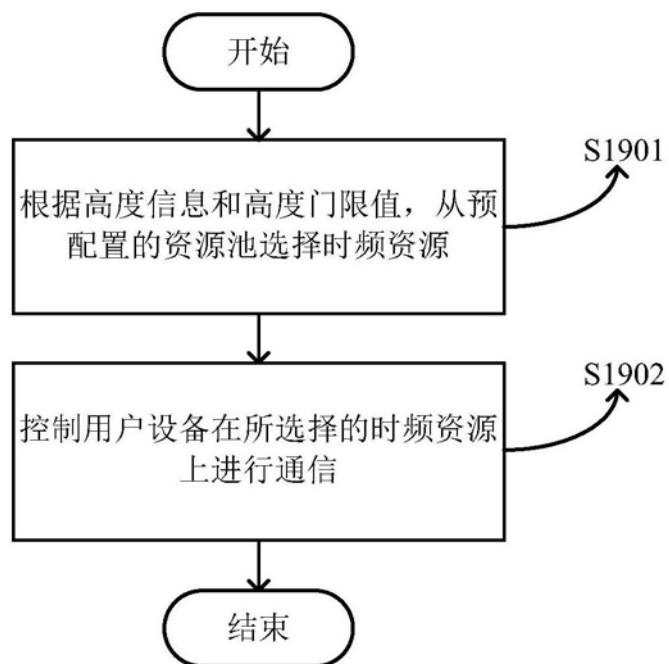 开始
S1901
根据高度信息和高度门限值，从预
配置的资源池选择时频资源
S1902
控制用户设备在所选择的时频资源
上进行通信
结束